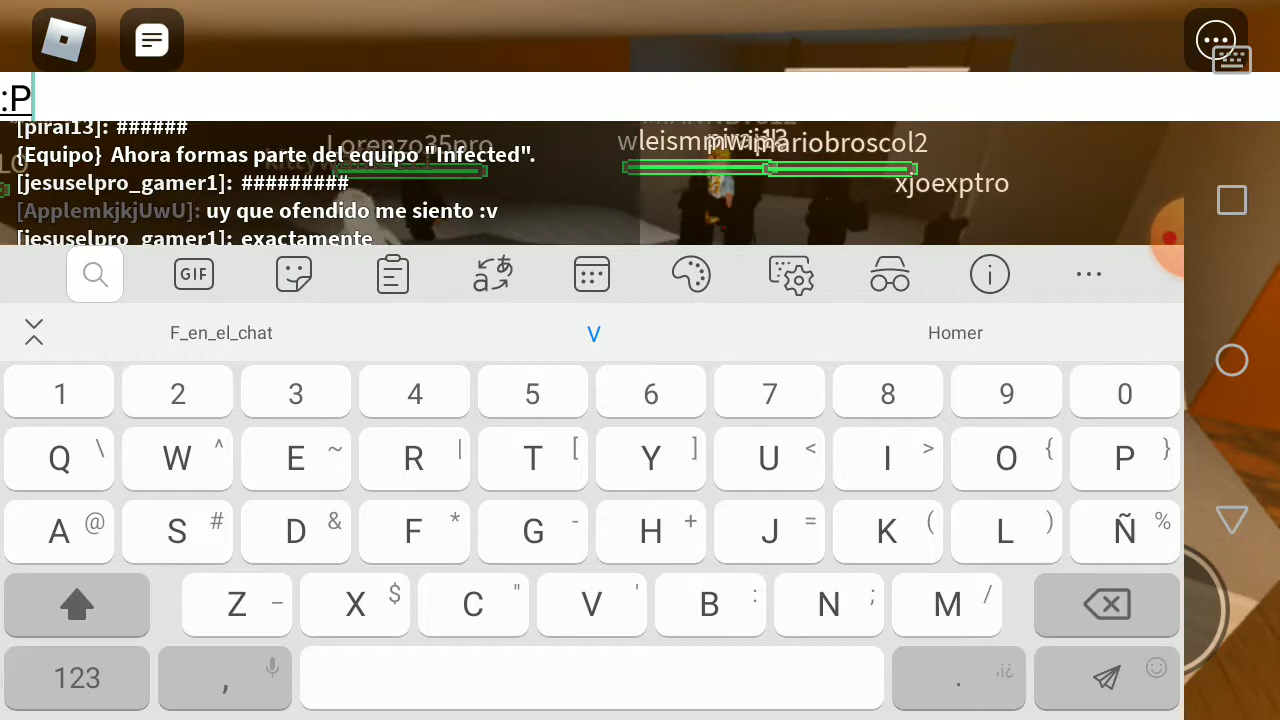 :P
[pirai13]: ######
{Equipo} Ahora formas parte del equipo "Infected".
[jesuselpro_gamer1]: #########
[ApplemkjkjUwU]: uy que ofendido me siento :v
[jesuselpro_gamer1]: exactamente
Lorenzo35pro
mariobroscol2
xjoexptro
GIF
F_en_el_chat V Homer
1 2 3 4 5 6 7 8 9 0
Q \ W ^ E ~ R | T [ Y ] U < I > O { P }
A @ S # D & F * G - H + J = K ( L ) Ñ %
Z _ X $ C " V ' B : N ; M /
123 , . ,¡¿